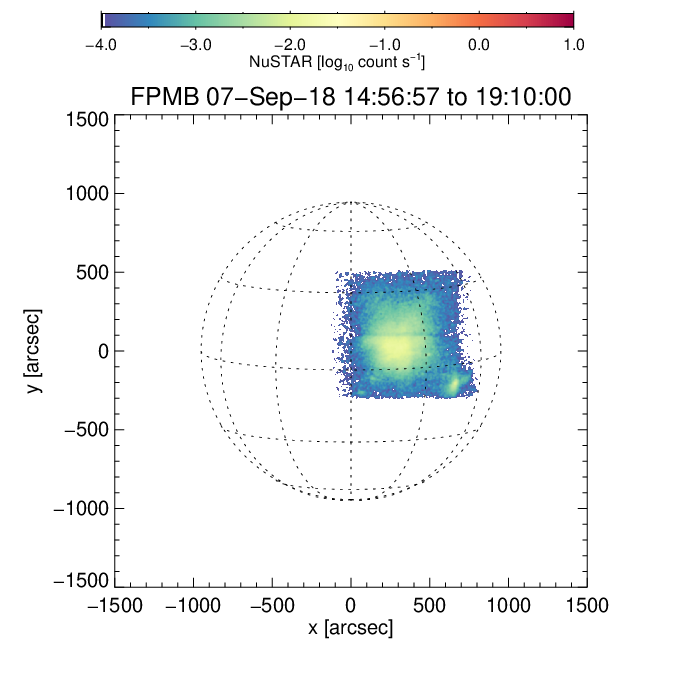 −4.0 −3.0 −2.0 −1.0 0.0 1.0
NuSTAR [log₁₀ count s⁻¹]
FPMB 07−Sep−18 14:56:57 to 19:10:00
1500
1000
500
0
−500
−1000
−1500
y [arcsec]
−1500 −1000 −500 0 500 1000 1500
x [arcsec]